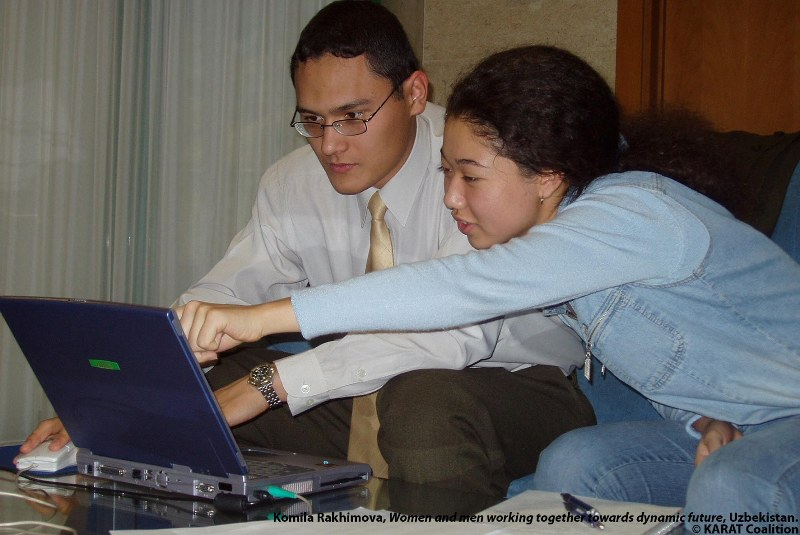 Komila Rakhimova, Women and men working together towards dynamic future, Uzbekistan.
© KARAT Coalition